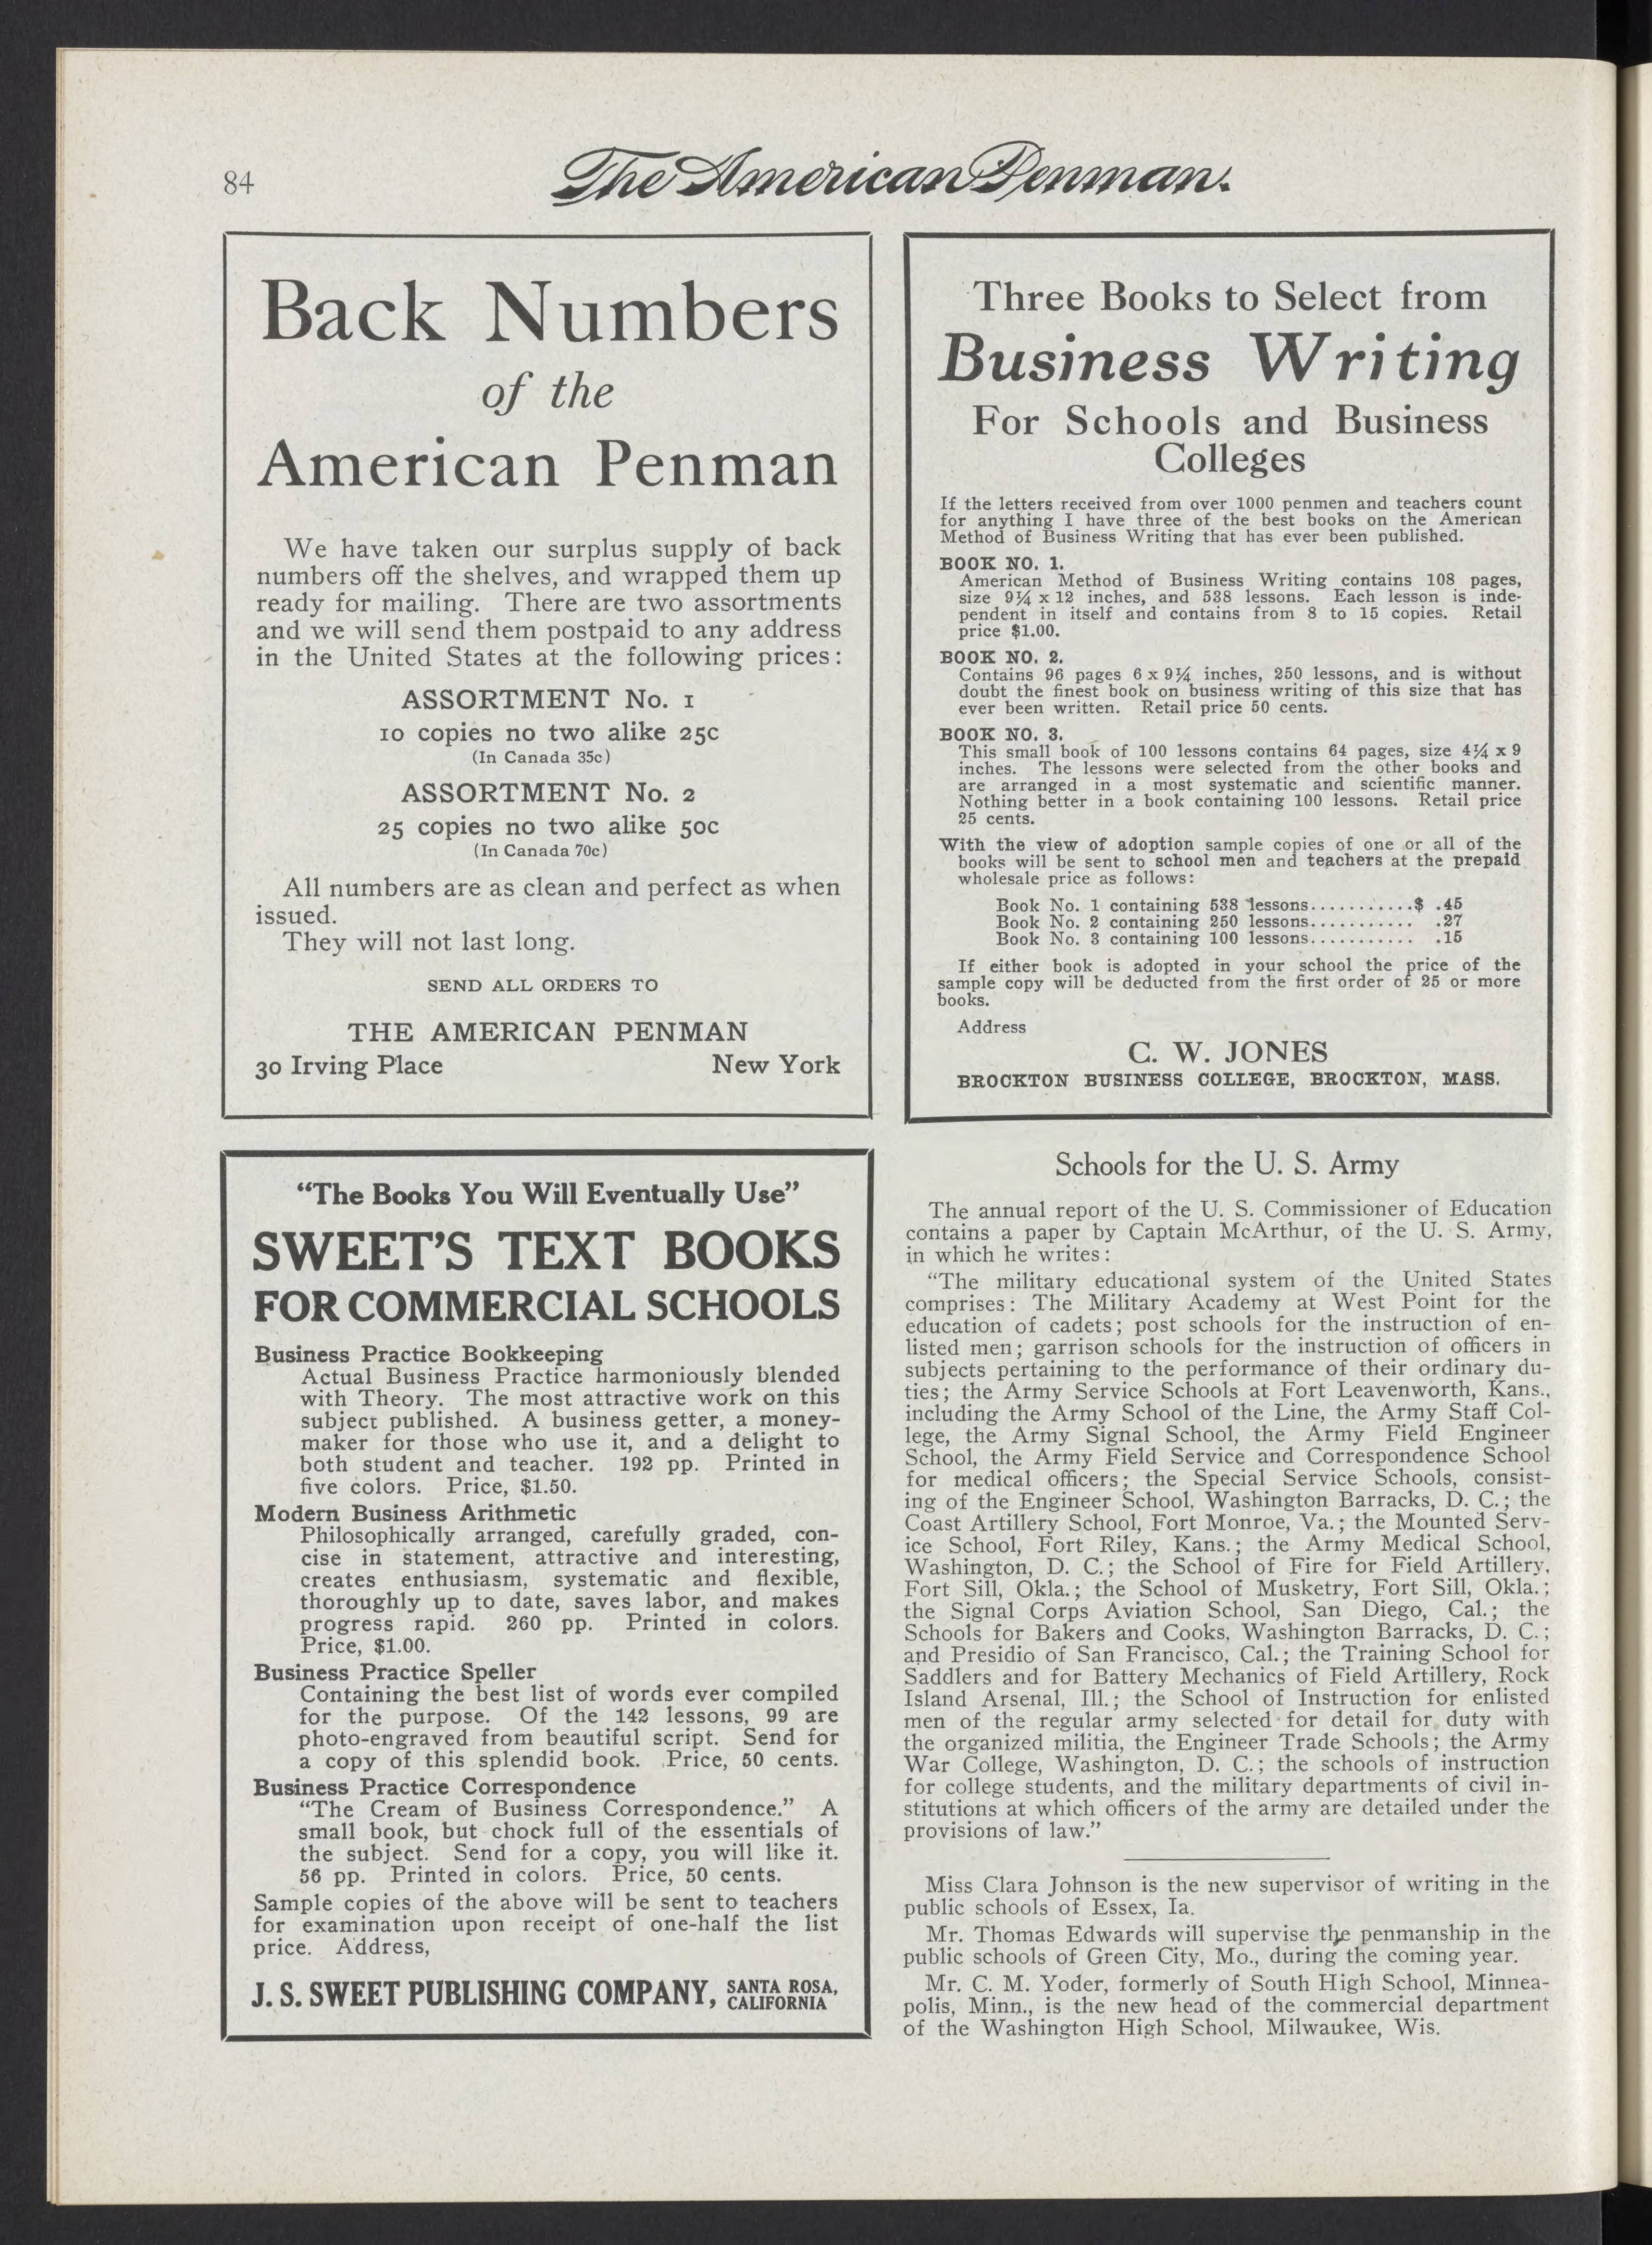 84
The American Penman.
Back Numbers
of the
American Penman
We have taken our surplus supply of back
numbers off the shelves, and wrapped them up
ready for mailing. There are two assortments
and we will send them postpaid to any address
in the United States at the following prices:
ASSORTMENT No. 1
10 copies no two alike 25c
(In Canada 35c)
ASSORTMENT No. 2
25 copies no two alike 50c
(In Canada 70c)
All numbers are as clean and perfect as when
issued.
They will not last long.
SEND ALL ORDERS TO
THE AMERICAN PENMAN
30 Irving Place New York
Three Books to Select from
Business Writing
For Schools and Business
Colleges
If the letters received from over 1000 penmen and teachers count
for anything I have three of the best books on the American
Method of Business Writing that has ever been published.
BOOK NO. 1.
American Method of Business Writing contains 108 pages,
size 9¼ x 12 inches, and 538 lessons. Each lesson is inde-
pendent in itself and contains from 8 to 15 copies. Retail
price $1.00.
BOOK NO. 2.
Contains 96 pages 6 x 9¼ inches, 250 lessons, and is without
doubt the finest book on business writing of this size that has
ever been written. Retail price 50 cents.
BOOK NO. 3.
This small book of 100 lessons contains 64 pages, size 4¼ x 9
inches. The lessons were selected from the other books and
are arranged in a most systematic and scientific manner.
Nothing better in a book containing 100 lessons. Retail price
25 cents.
With the view of adoption sample copies of one or all of the
books will be sent to school men and teachers at the prepaid
wholesale price as follows:
Book No. 1 containing 538 lessons...........$ .45
Book No. 2 containing 250 lessons........... .27
Book No. 3 containing 100 lessons........... .15
If either book is adopted in your school the price of the
sample copy will be deducted from the first order of 25 or more
books.
Address
C. W. JONES
BROCKTON BUSINESS COLLEGE, BROCKTON, MASS.
"The Books You Will Eventually Use"
SWEET'S TEXT BOOKS
FOR COMMERCIAL SCHOOLS
Business Practice Bookkeeping
Actual Business Practice harmoniously blended
with Theory. The most attractive work on this
subject published. A business getter, a money-
maker for those who use it, and a delight to
both student and teacher. 192 pp. Printed in
five colors. Price, $1.50.
Modern Business Arithmetic
Philosophically arranged, carefully graded, con-
cise in statement, attractive and interesting,
creates enthusiasm, systematic and flexible,
thoroughly up to date, saves labor, and makes
progress rapid. 260 pp. Printed in colors.
Price, $1.00.
Business Practice Speller
Containing the best list of words ever compiled
for the purpose. Of the 142 lessons, 99 are
photo-engraved from beautiful script. Send for
a copy of this splendid book. Price, 50 cents.
Business Practice Correspondence
"The Cream of Business Correspondence." A
small book, but chock full of the essentials of
the subject. Send for a copy, you will like it.
56 pp. Printed in colors. Price, 50 cents.
Sample copies of the above will be sent to teachers
for examination upon receipt of one-half the list
price. Address,
J. S. SWEET PUBLISHING COMPANY, SANTA ROSA,
CALIFORNIA
Schools for the U. S. Army
The annual report of the U. S. Commissioner of Education
contains a paper by Captain McArthur, of the U. S. Army,
in which he writes:
"The military educational system of the United States
comprises: The Military Academy at West Point for the
education of cadets; post schools for the instruction of en-
listed men; garrison schools for the instruction of officers in
subjects pertaining to the performance of their ordinary du-
ties; the Army Service Schools at Fort Leavenworth, Kans.,
including the Army School of the Line, the Army Staff Col-
lege, the Army Signal School, the Army Field Engineer
School, the Army Field Service and Correspondence School
for medical officers; the Special Service Schools, consist-
ing of the Engineer School, Washington Barracks, D. C.; the
Coast Artillery School, Fort Monroe, Va.; the Mounted Serv-
ice School, Fort Riley, Kans.; the Army Medical School,
Washington, D. C.; the School of Fire for Field Artillery,
Fort Sill, Okla.; the School of Musketry, Fort Sill, Okla.;
the Signal Corps Aviation School, San Diego, Cal.; the
Schools for Bakers and Cooks, Washington Barracks, D. C.;
and Presidio of San Francisco, Cal.; the Training School for
Saddlers and for Battery Mechanics of Field Artillery, Rock
Island Arsenal, Ill.; the School of Instruction for enlisted
men of the regular army selected for detail for duty with
the organized militia, the Engineer Trade Schools; the Army
War College, Washington, D. C.; the schools of instruction
for college students, and the military departments of civil in-
stitutions at which officers of the army are detailed under the
provisions of law."
Miss Clara Johnson is the new supervisor of writing in the
public schools of Essex, Ia.
Mr. Thomas Edwards will supervise the penmanship in the
public schools of Green City, Mo., during the coming year.
Mr. C. M. Yoder, formerly of South High School, Minnea-
polis, Minn., is the new head of the commercial department
of the Washington High School, Milwaukee, Wis.